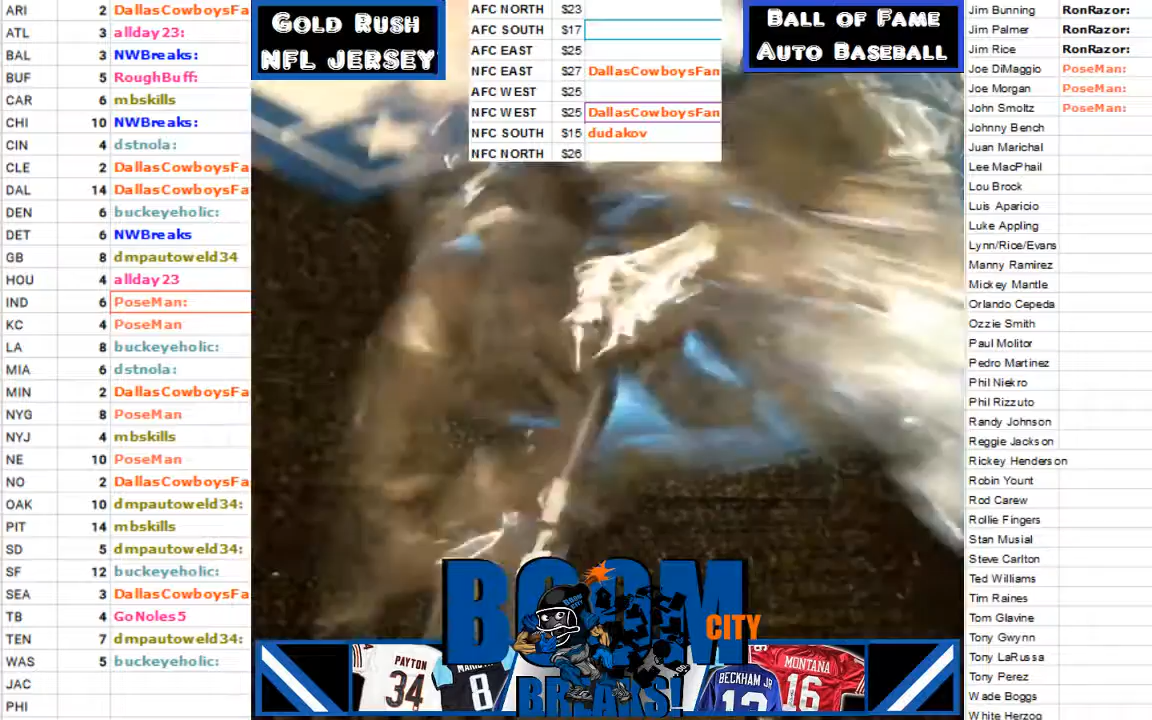 ARI 2 DallasCowboysFa
ATL 3 allday23:
BAL 3 NWBreaks:
BUF 5 RoughBuff:
CAR 6 mbskills
CHI 10 NWBreaks:
CIN 4 dstnola:
CLE 2 DallasCowboysFa
DAL 14 DallasCowboysFa
DEN 6 buckeyeholic:
DET 6 NWBreaks
GB 8 dmpautoweld34
HOU 4 allday23
IND 6 PoseMan:
KC 4 PoseMan
LA 8 buckeyeholic:
MIA 6 dstnola:
MIN 2 DallasCowboysFa
NYG 8 PoseMan
NYJ 4 mbskills
NE 10 PoseMan
NO 2 DallasCowboysFa
OAK 10 dmpautoweld34:
PIT 14 mbskills
SD 5 dmpautoweld34:
SF 12 buckeyeholic:
SEA 3 DallasCowboysFa
TB 4 GoNoles5
TEN 7 dmpautoweld34:
WAS 5 buckeyeholic:
JAC
PHI
Gold Rush
NFL Jersey
AFC NORTH $23
AFC SOUTH $17
AFC EAST $25
NFC EAST $27 DallasCowboysFan
AFC WEST $25
NFC WEST $25 DallasCowboysFan
NFC SOUTH $15 dudakov
NFC NORTH $26
Ball of Fame
Auto Baseball
Jim Bunning RonRazor:
Jim Palmer RonRazor:
Jim Rice RonRazor:
Joe DiMaggio PoseMan:
Joe Morgan PoseMan:
John Smoltz PoseMan:
Johnny Bench
Juan Marichal
Lee MacPhail
Lou Brock
Luis Aparicio
Luke Appling
Lynn/Rice/Evans
Manny Ramirez
Mickey Mantle
Orlando Cepeda
Ozzie Smith
Paul Molitor
Pedro Martinez
Phil Niekro
Phil Rizzuto
Randy Johnson
Reggie Jackson
Rickey Henderson
Robin Yount
Rod Carew
Rollie Fingers
Stan Musial
Steve Carlton
Ted Williams
Tim Raines
Tom Glavine
Tony Gwynn
Tony LaRussa
Tony Perez
Wade Boggs
White Herzog
BOOM
CITY
BREAKS!
PAYTON
34
8
BECKHAM JR
MONTANA
16